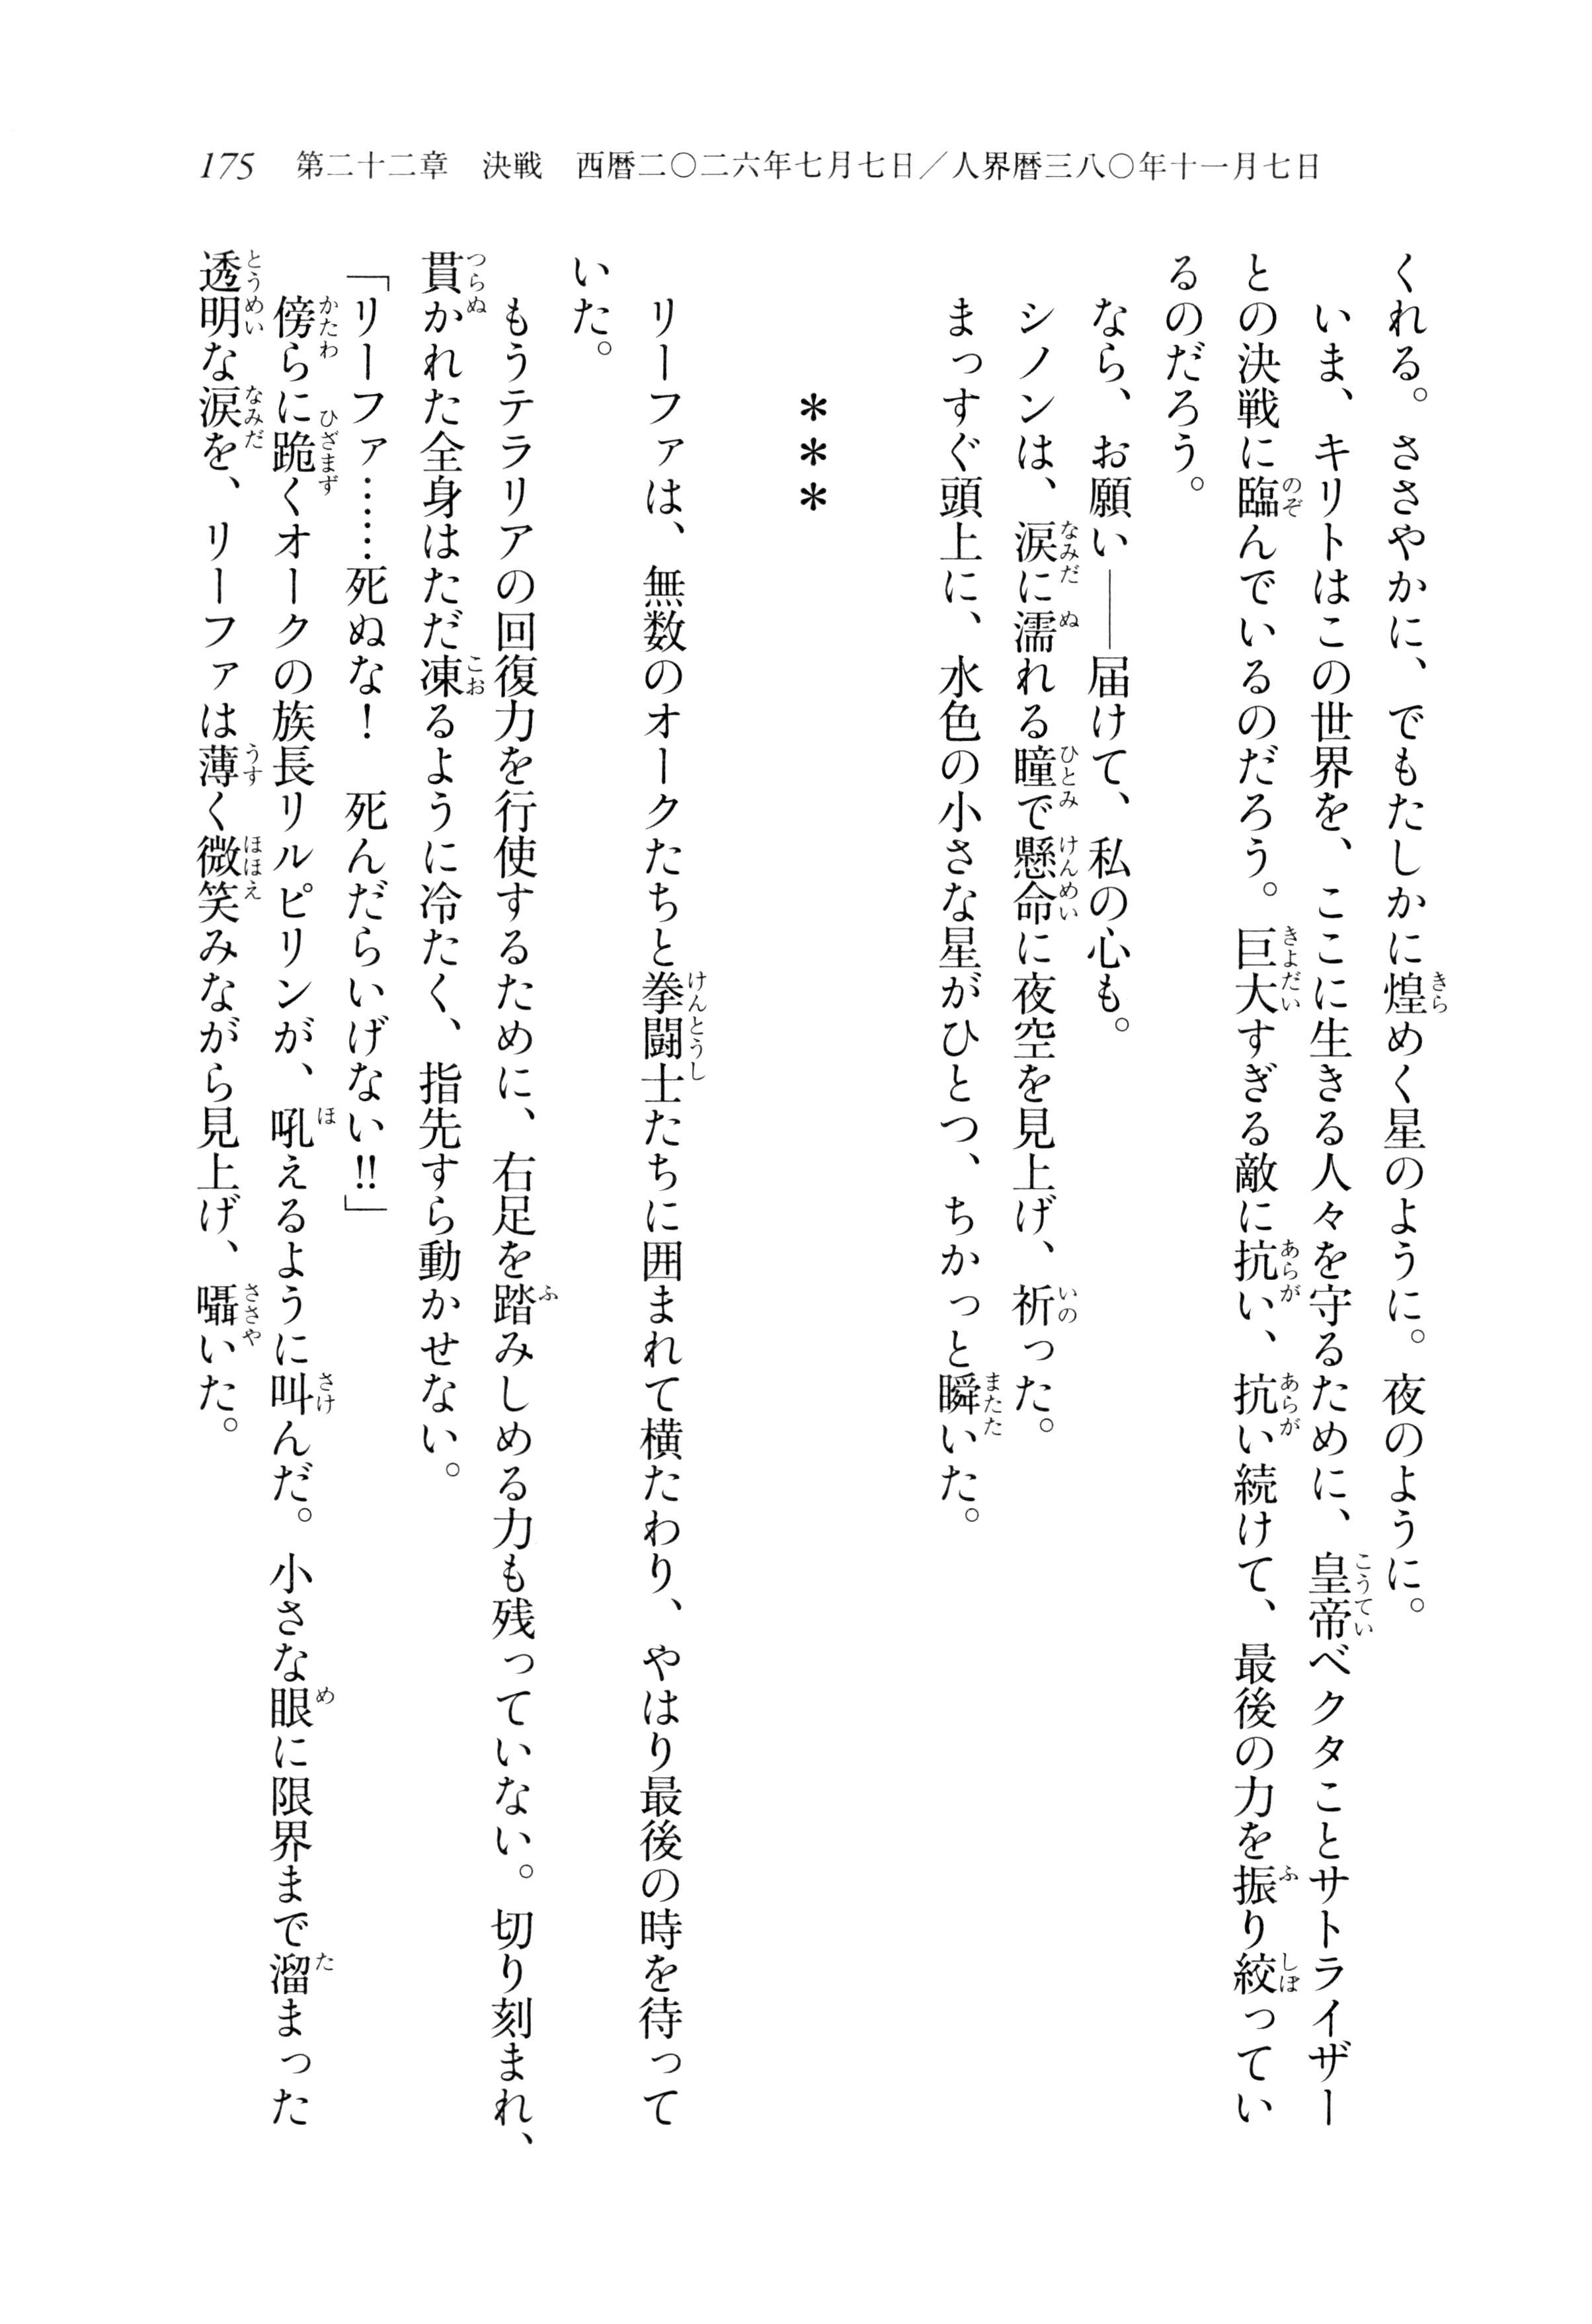 175　第二十二章　決戦　西暦二〇二六年七月七日／人界暦三八〇年十一月七日
くれる。ささやかに、でもたしかに煌めく星のように。夜のように。
　いま、キリトはこの世界を、ここに生きる人々を守るために、皇帝ベクタことサトライザー
との決戦に臨んでいるのだろう。巨大すぎる敵に抗い、抗い続けて、最後の力を振り絞ってい
るのだろう。
　なら、お願い――届けて、私の心も。
　シノンは、涙に濡れる瞳で懸命に夜空を見上げ、祈った。
　まっすぐ頭上に、水色の小さな星がひとつ、ちかっと瞬いた。
＊＊＊
　リーファは、無数のオークたちと拳闘士たちに囲まれて横たわり、やはり最後の時を待って
いた。
　もうテラリアの回復力を行使するために、右足を踏みしめる力も残っていない。切り刻まれ、
貫かれた全身はただ凍るように冷たく、指先すら動かせない。
「リーファ……死ぬな！　死んだらいげない‼」
　傍らに跪くオークの族長リルピリンが、吼えるように叫んだ。小さな眼に限界まで溜まった
透明な涙を、リーファは薄く微笑みながら見上げ、囁いた。